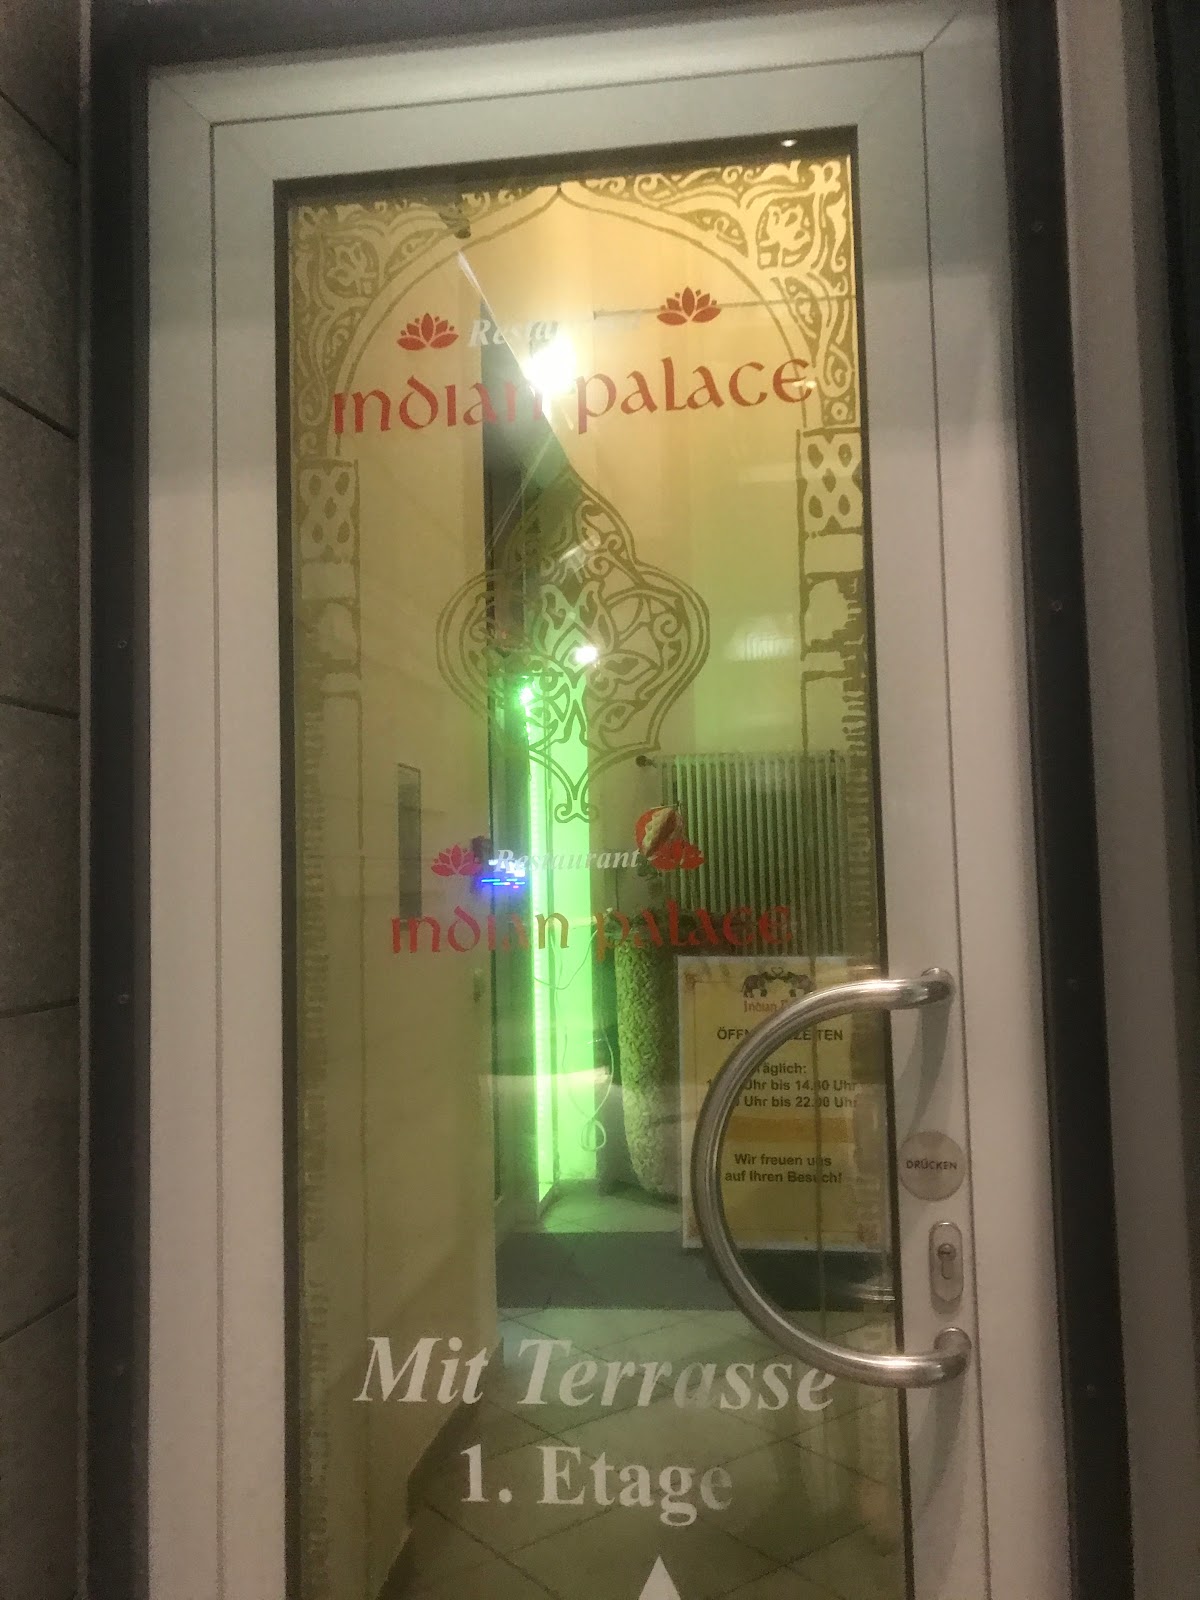 Restaurant
Indian Palace
Restaurant
Indian Palace
Indian
Täglich:
Uhr bis 14.00 Uhr
Uhr bis 22.00 Uhr
Wir freuen uns
auf Ihren Besuch!
DRÜCKEN
Mit Terrasse
1. Etage